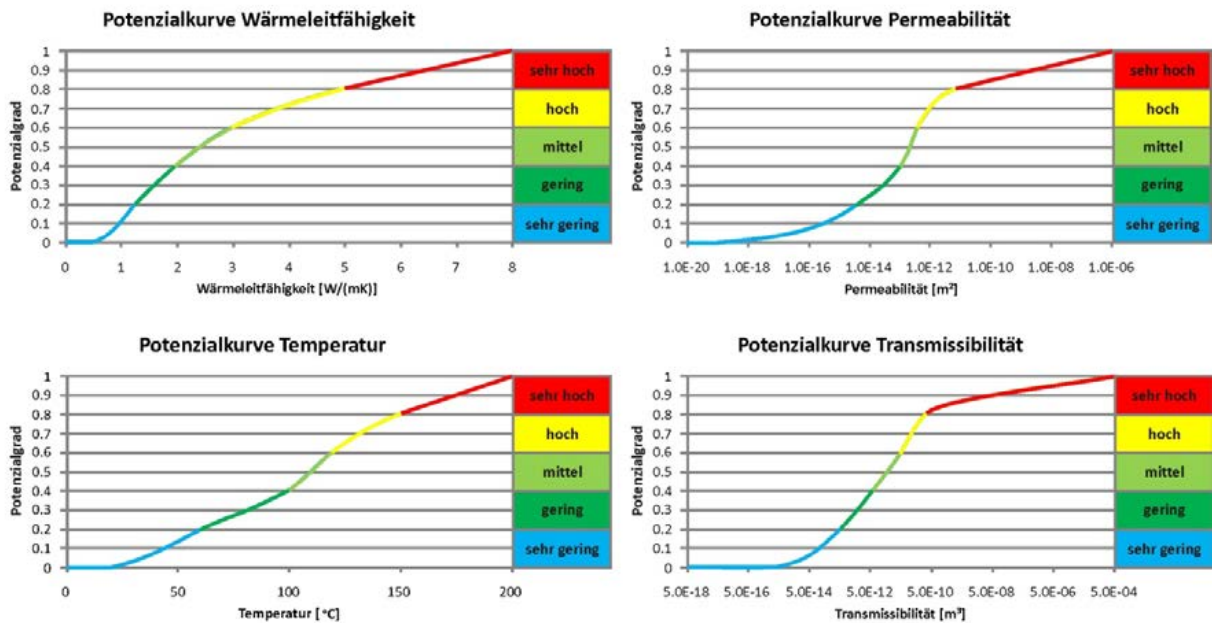 Potenzialkurve Wärmeleitfähigkeit
Potenzialgrad
1
0.9
0.8
0.7
0.6
0.5
0.4
0.3
0.2
0.1
0
sehr hoch
hoch
mittel
gering
sehr gering
0 1 2 3 4 5 6 7 8
Wärmeleitfähigkeit [W/(mK)]
Potenzialkurve Permeabilität
Potenzialgrad
1
0.9
0.8
0.7
0.6
0.5
0.4
0.3
0.2
0.1
0
sehr hoch
hoch
mittel
gering
sehr gering
1.0E-20 1.0E-18 1.0E-16 1.0E-14 1.0E-12 1.0E-10 1.0E-08 1.0E-06
Permeabilität [m²]
Potenzialkurve Temperatur
Potenzialgrad
1
0.9
0.8
0.7
0.6
0.5
0.4
0.3
0.2
0.1
0
sehr hoch
hoch
mittel
gering
sehr gering
0 50 100 150 200
Temperatur [°C]
Potenzialkurve Transmissibilität
Potenzialgrad
1
0.9
0.8
0.7
0.6
0.5
0.4
0.3
0.2
0.1
0
sehr hoch
hoch
mittel
gering
sehr gering
5.0E-18 5.0E-16 5.0E-14 5.0E-12 5.0E-10 5.0E-08 5.0E-06 5.0E-04
Transmissibilität [m³]